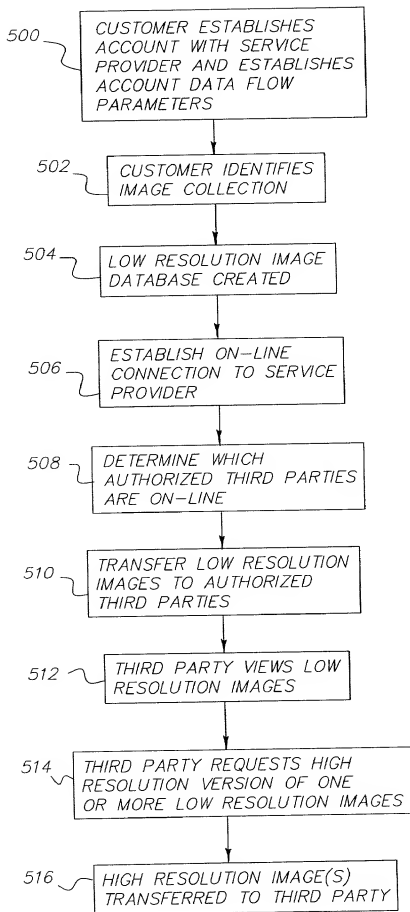 500
CUSTOMER ESTABLISHES
ACCOUNT WITH SERVICE
PROVIDER AND ESTABLISHES
ACCOUNT DATA FLOW
PARAMETERS
502
CUSTOMER IDENTIFIES
IMAGE COLLECTION
504
LOW RESOLUTION IMAGE
DATABASE CREATED
506
ESTABLISH ON-LINE
CONNECTION TO SERVICE
PROVIDER
508
DETERMINE WHICH
AUTHORIZED THIRD PARTIES
ARE ON-LINE
510
TRANSFER LOW RESOLUTION
IMAGES TO AUTHORIZED
THIRD PARTIES
512
THIRD PARTY VIEWS LOW
RESOLUTION IMAGES
514
THIRD PARTY REQUESTS HIGH
RESOLUTION VERSION OF ONE
OR MORE LOW RESOLUTION IMAGES
516
HIGH RESOLUTION IMAGE(S)
TRANSFERRED TO THIRD PARTY